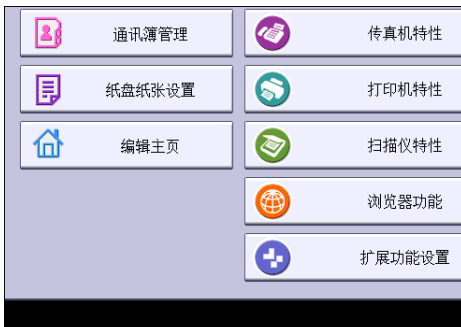 通讯簿管理
纸盘纸张设置
编辑主页
传真机特性
打印机特性
扫描仪特性
浏览器功能
扩展功能设置